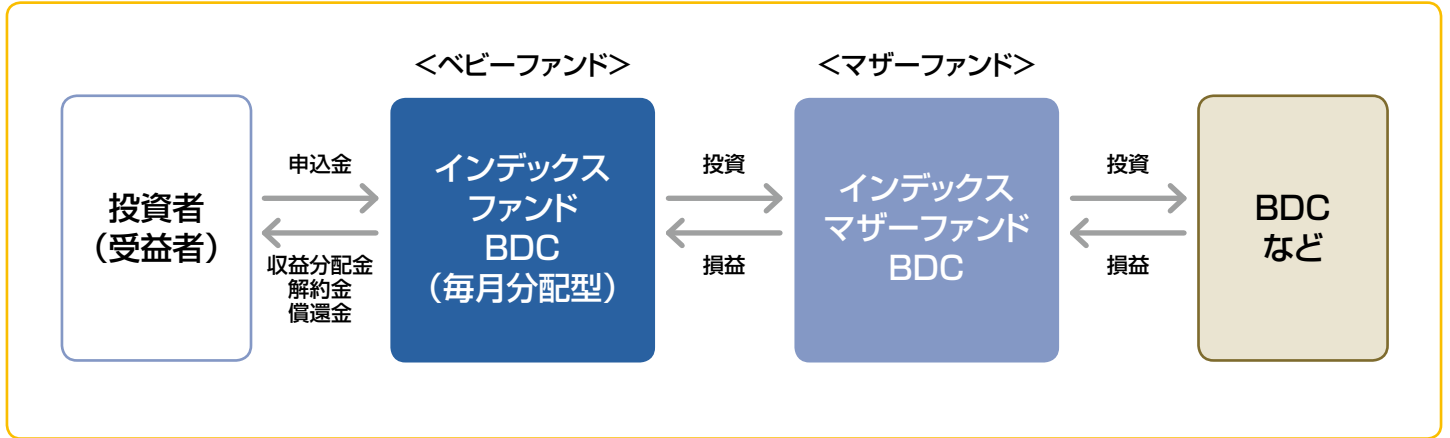 <ベビーファンド>
<マザーファンド>
投資者
(受益者)
申込金
収益分配金
解約金
償還金
インデックス
ファンド
BDC
(毎月分配型)
投資
損益
インデックス
マザーファンド
BDC
投資
損益
BDC
など